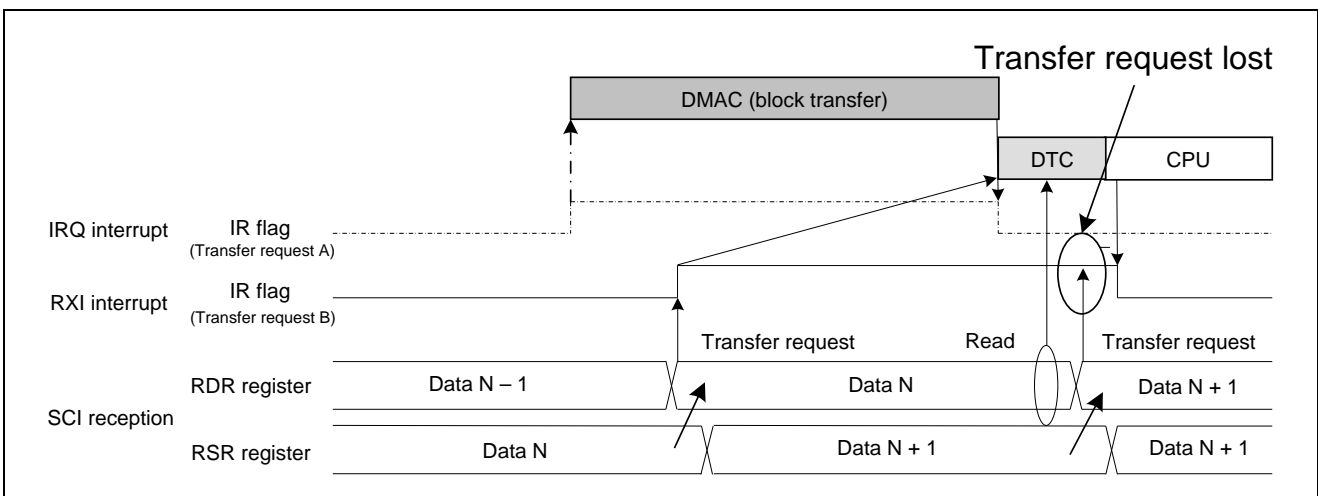 Transfer request lost
DMAC (block transfer)
DTC
CPU
IRQ interrupt
IR flag
(Transfer request A)
RXI interrupt
IR flag
(Transfer request B)
Transfer request
Read
Transfer request
SCI reception
RDR register
Data N – 1
Data N
Data N + 1
RSR register
Data N
Data N + 1
Data N + 1